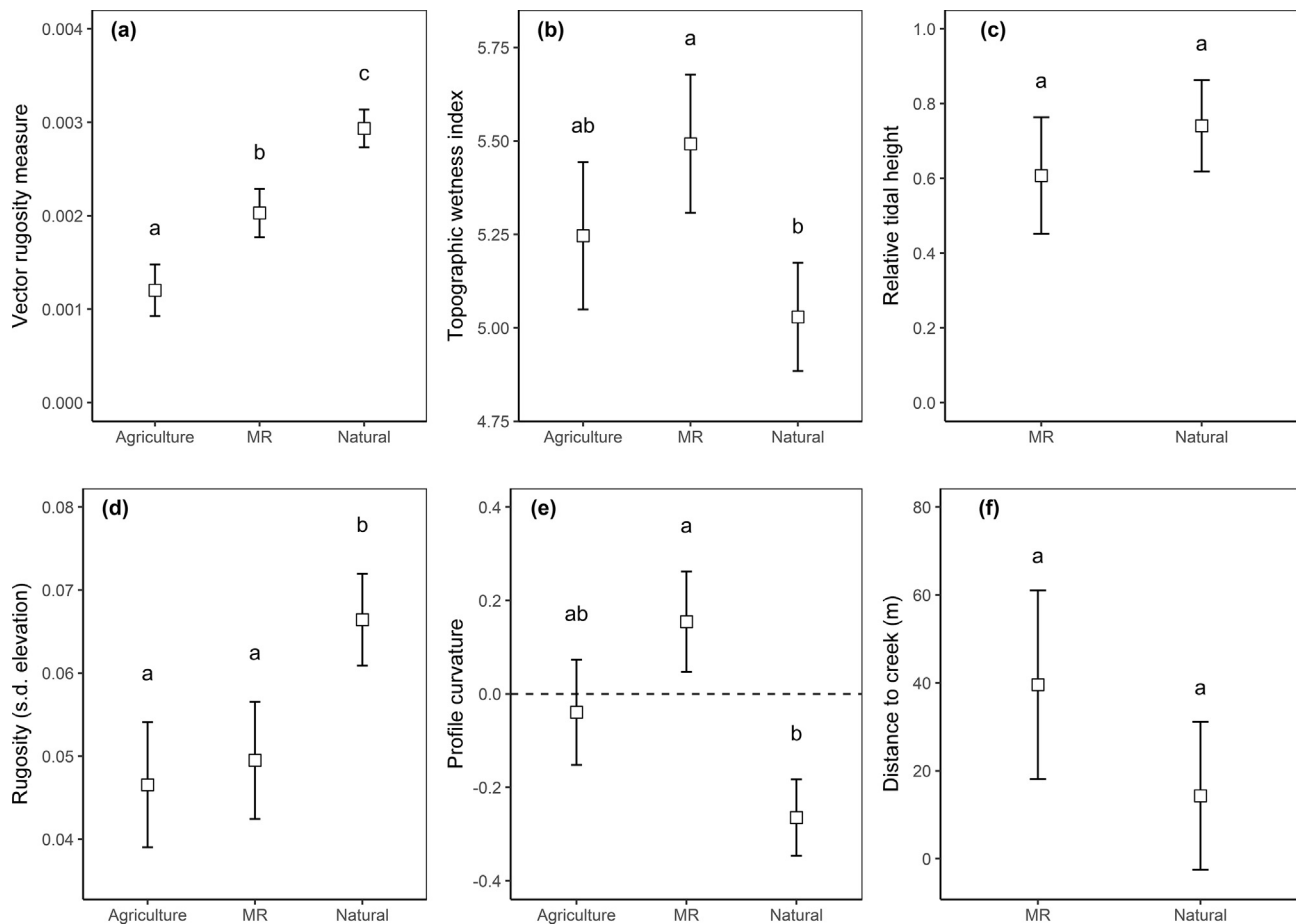 (a)
Vector rugosity measure
0.004
0.003
0.002
0.001
0.000
a
b
c
Agriculture MR Natural
(b)
Topographic wetness index
5.75
5.50
5.25
5.00
4.75
ab
a
b
Agriculture MR Natural
(c)
Relative tidal height
1.0
0.8
0.6
0.4
0.2
0.0
a
a
MR Natural
(d)
Rugosity (s.d. elevation)
0.08
0.07
0.06
0.05
0.04
a
a
b
Agriculture MR Natural
(e)
Profile curvature
0.4
0.2
0.0
-0.2
-0.4
ab
a
b
Agriculture MR Natural
(f)
Distance to creek (m)
80
60
40
20
0
a
a
MR Natural